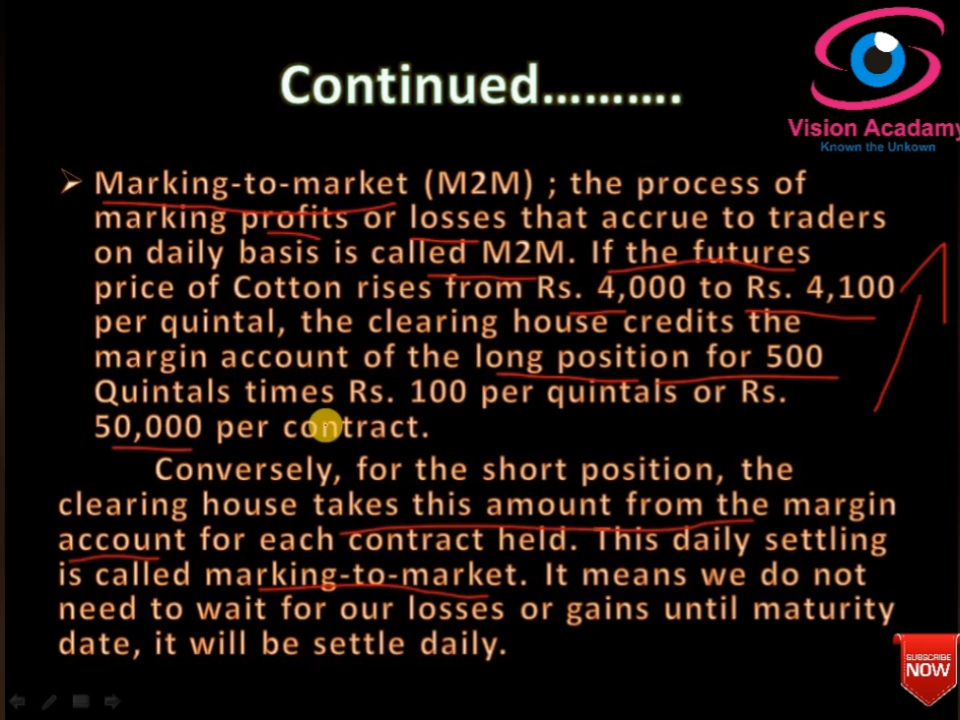 Continued..........
Vision Acadamy
Known the Unkown
Marking-to-market (M2M) ; the process of
marking profits or losses that accrue to traders
on daily basis is called M2M. If the futures
price of Cotton rises from Rs. 4,000 to Rs. 4,100
per quintal, the clearing house credits the
margin account of the long position for 500
Quintals times Rs. 100 per quintals or Rs.
50,000 per contract.
Conversely, for the short position, the
clearing house takes this amount from the margin
account for each contract held. This daily settling
is called marking-to-market. It means we do not
need to wait for our losses or gains until maturity
date, it will be settle daily.
SUBSCRIBE
NOW